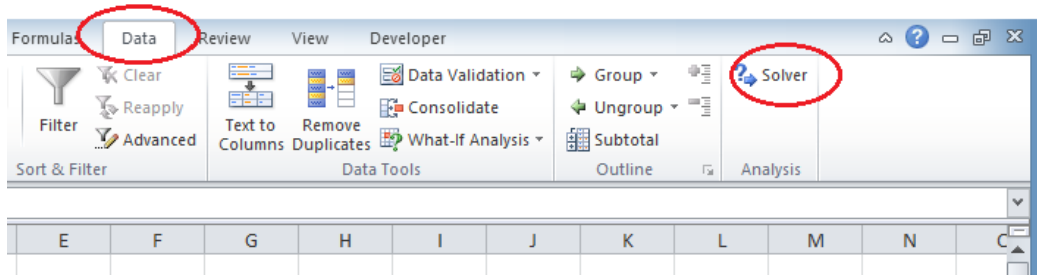 Formulas Data Review View Developer
Clear Data Validation Group Solver
Reapply Consolidate Ungroup
Filter Advanced Text to Columns Remove Duplicates What-If Analysis Subtotal
Sort & Filter Data Tools Outline Analysis
E F G H I J K L M N